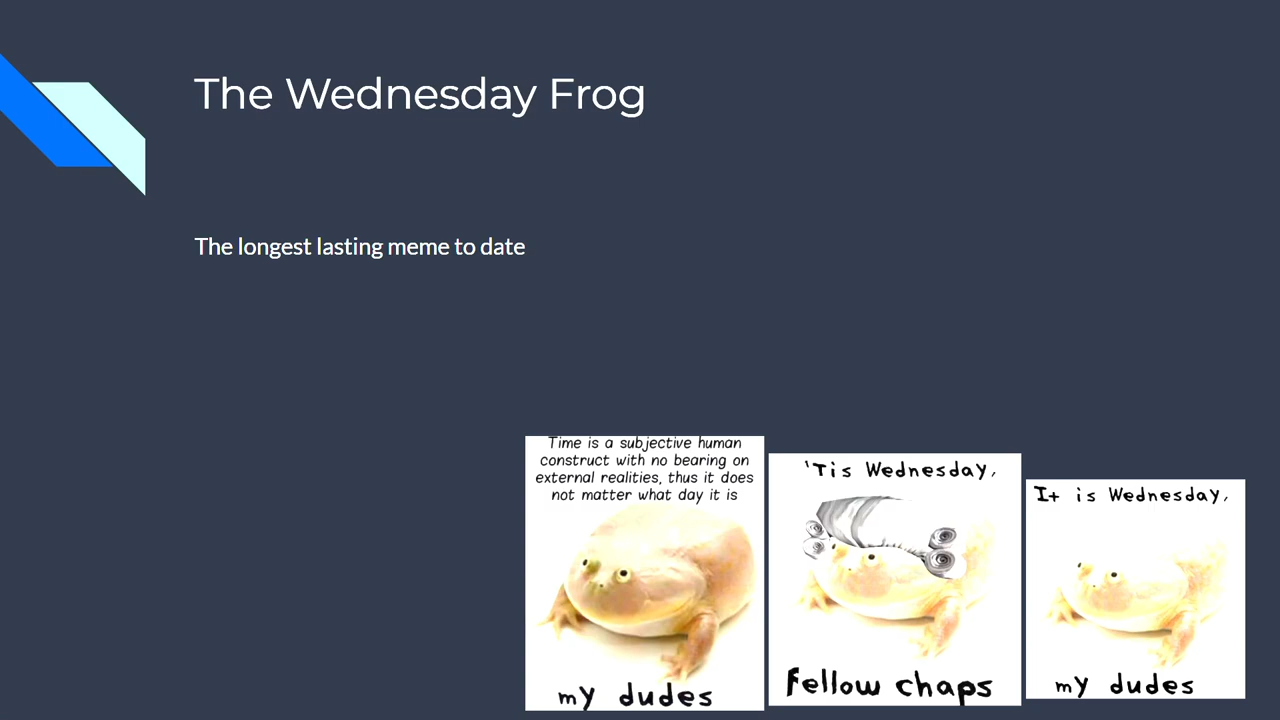 The Wednesday Frog
The longest lasting meme to date
Time is a subjective human
construct with no bearing on
external realities, thus it does
not matter what day it is
my dudes
'Tis Wednesday,
fellow chaps
It is Wednesday,
my dudes